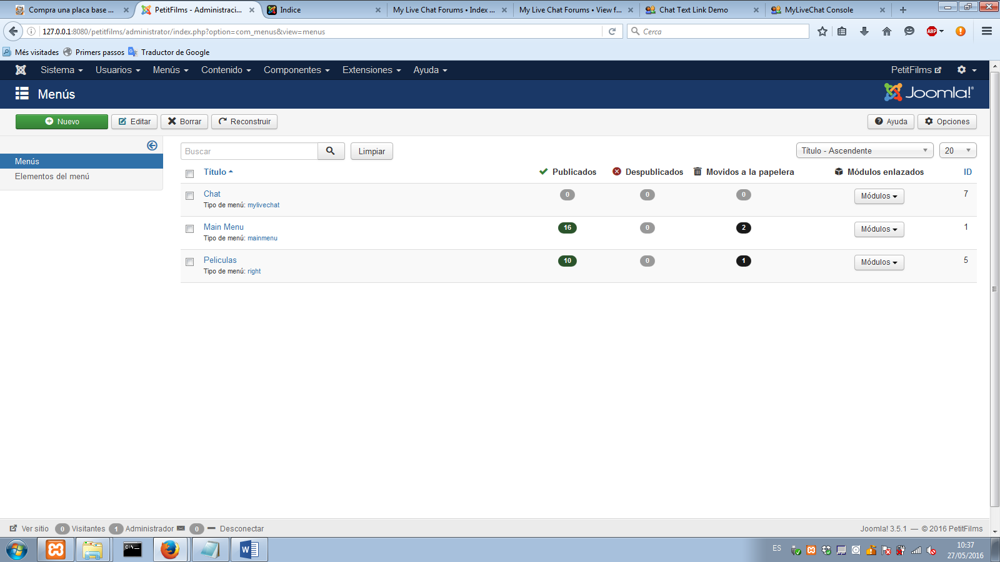 Compra una placa base ...
PetitFilms - Administraci...
Indice
My Live Chat Forums • Index ...
My Live Chat Forums • View f...
Chat Text Link Demo
MyLiveChat Console
127.0.0.1:8080/petitfilms/administrator/index.php?option=com_menus&view=menus
Cerca
ABP
Més visitades
Primers passos
Traductor de Google
Sistema
Usuarios
Menús
Contenido
Componentes
Extensiones
Ayuda
PetitFilms
Menús
Joomla!®
Nuevo
Editar
Borrar
Reconstruir
Ayuda
Opciones
Menús
Elementos del menú
Buscar
Limpiar
Título - Ascendente
20
Título
Publicados
Despublicados
Movidos a la papelera
Módulos enlazados
ID
Chat
Tipo de menú: mylivechat
0
0
0
Módulos
7
Main Menu
Tipo de menú: mainmenu
16
0
2
Módulos
1
Peliculas
Tipo de menú: right
10
0
1
Módulos
5
Ver sitio
0 Visitantes
1 Administrador
0
Desconectar
Joomla! 3.5.1 — © 2016 PetitFilms
C:\.
W
ES
10:37
27/05/2016